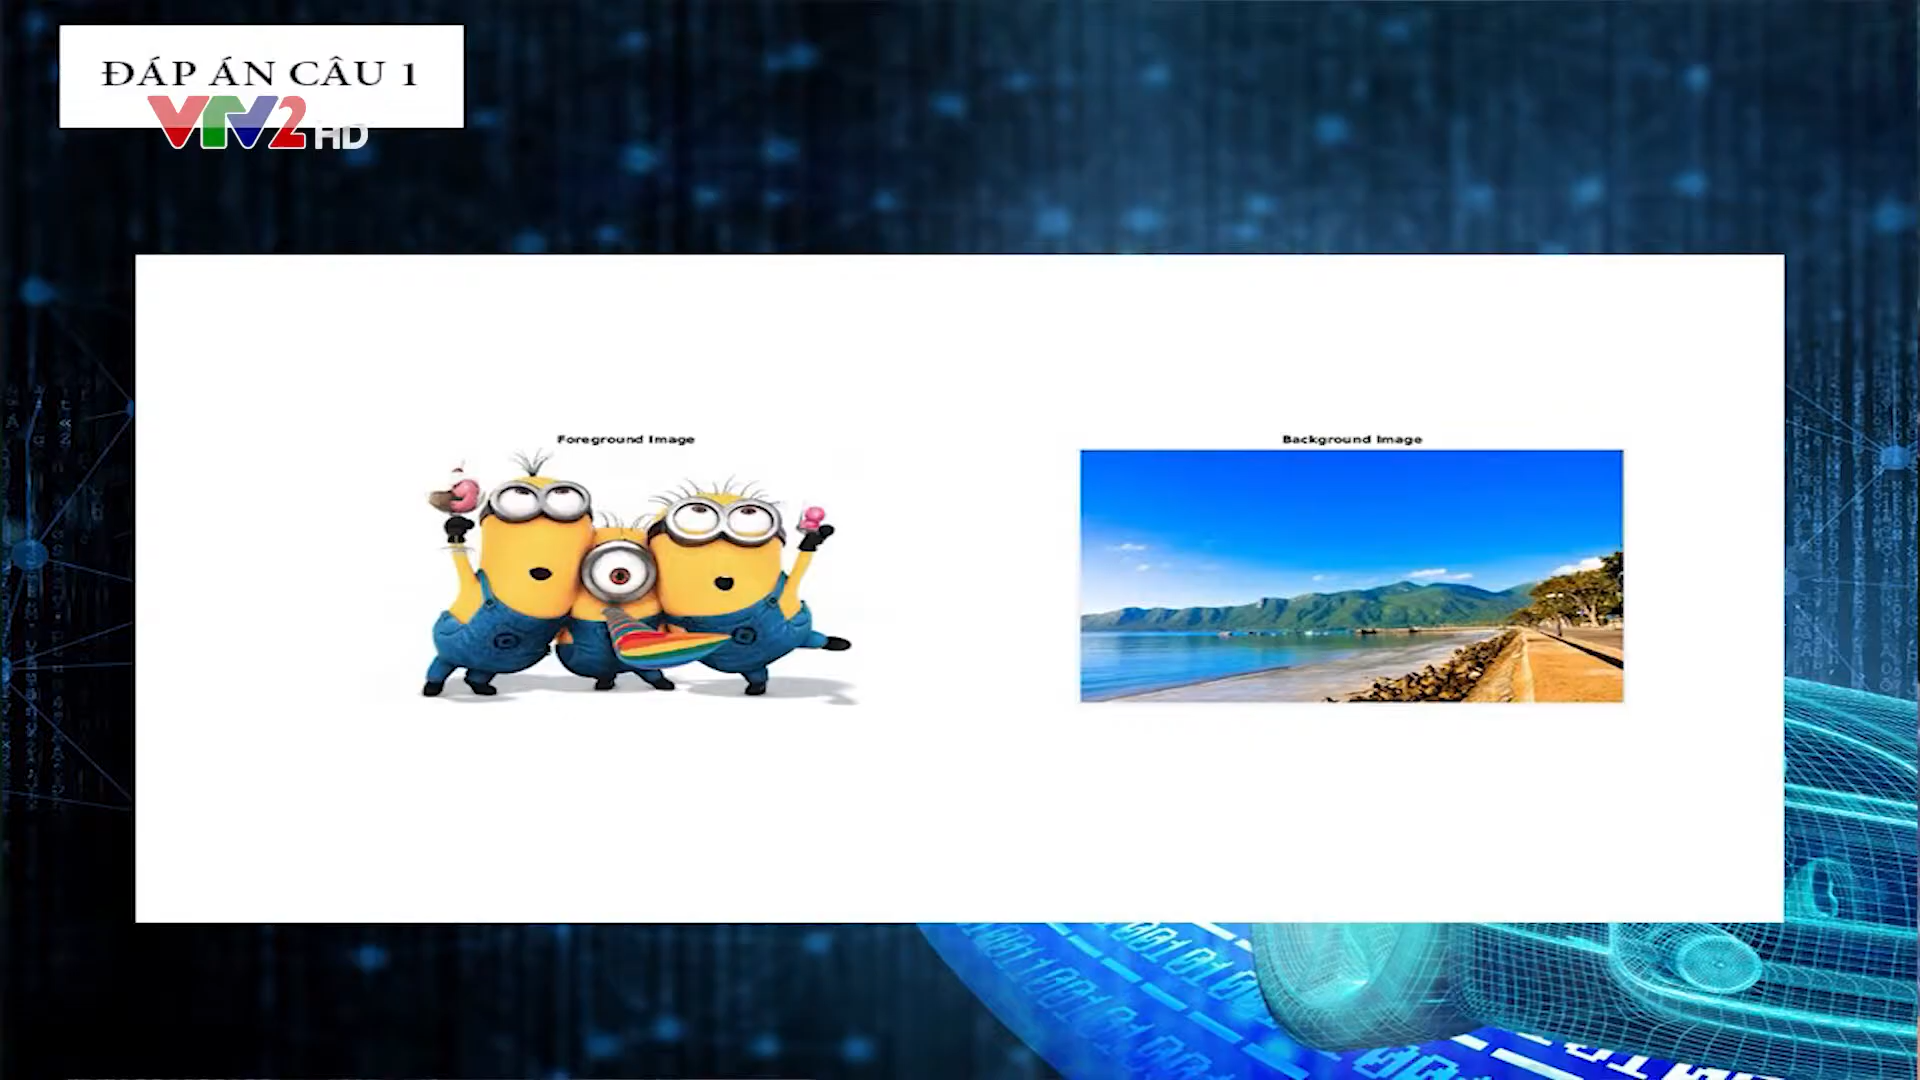 ĐÁP ÁN CÂU 1
VTV2 HD
Foreground Image
Background Image